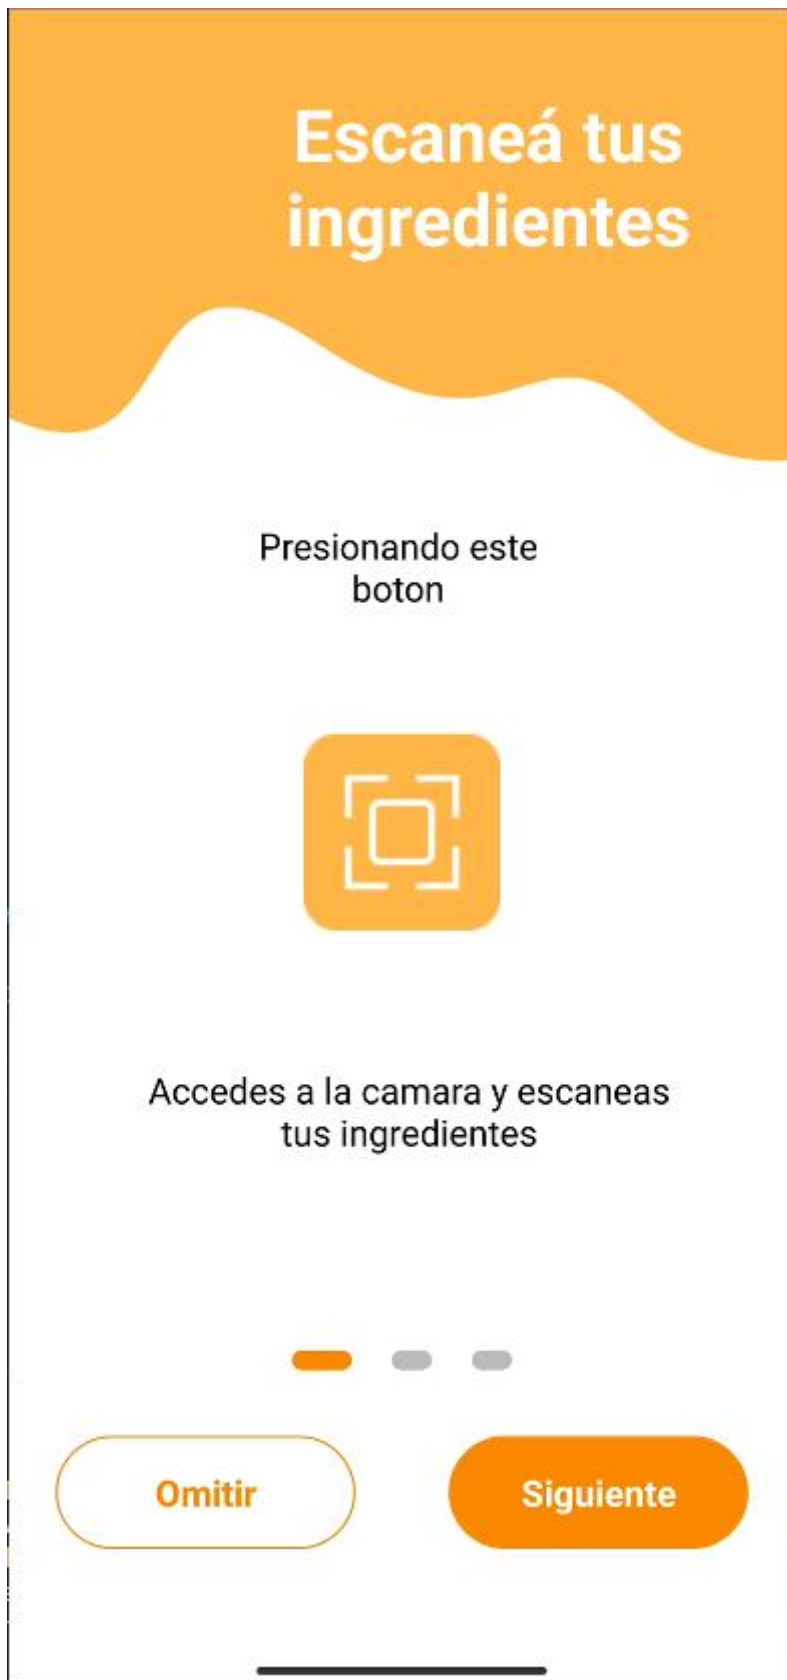 Escaneá tus
ingredientes
Presionando este
boton
Accedes a la camara y escaneas
tus ingredientes
Omitir
Siguiente